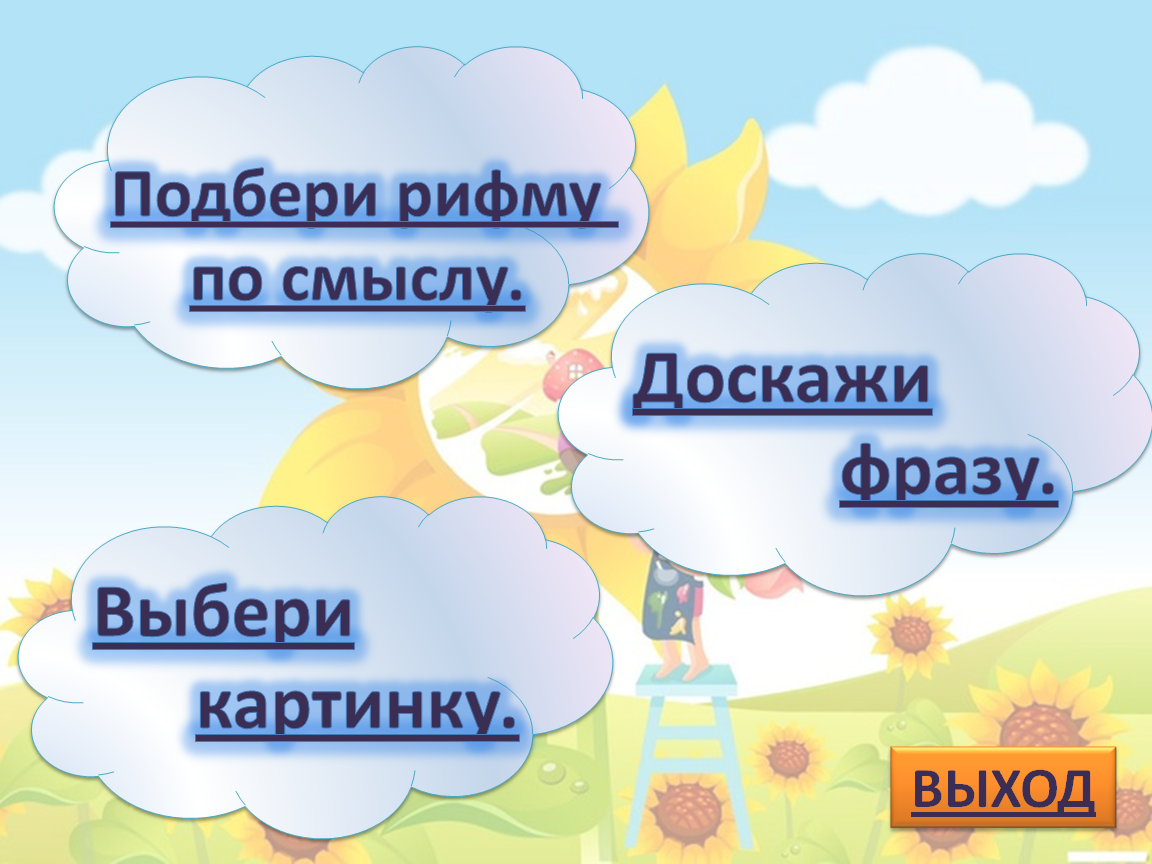 Подбери рифму
по смыслу.
Доскажи
фразу.
Выбери
картинку.
ВЫХОД